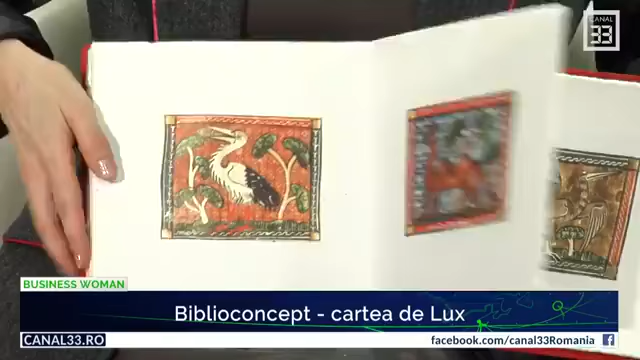 CANAL
33
BUSINESS WOMAN
Biblioconcept - cartea de Lux
CANAL33.RO
facebook.com/canal33Romania